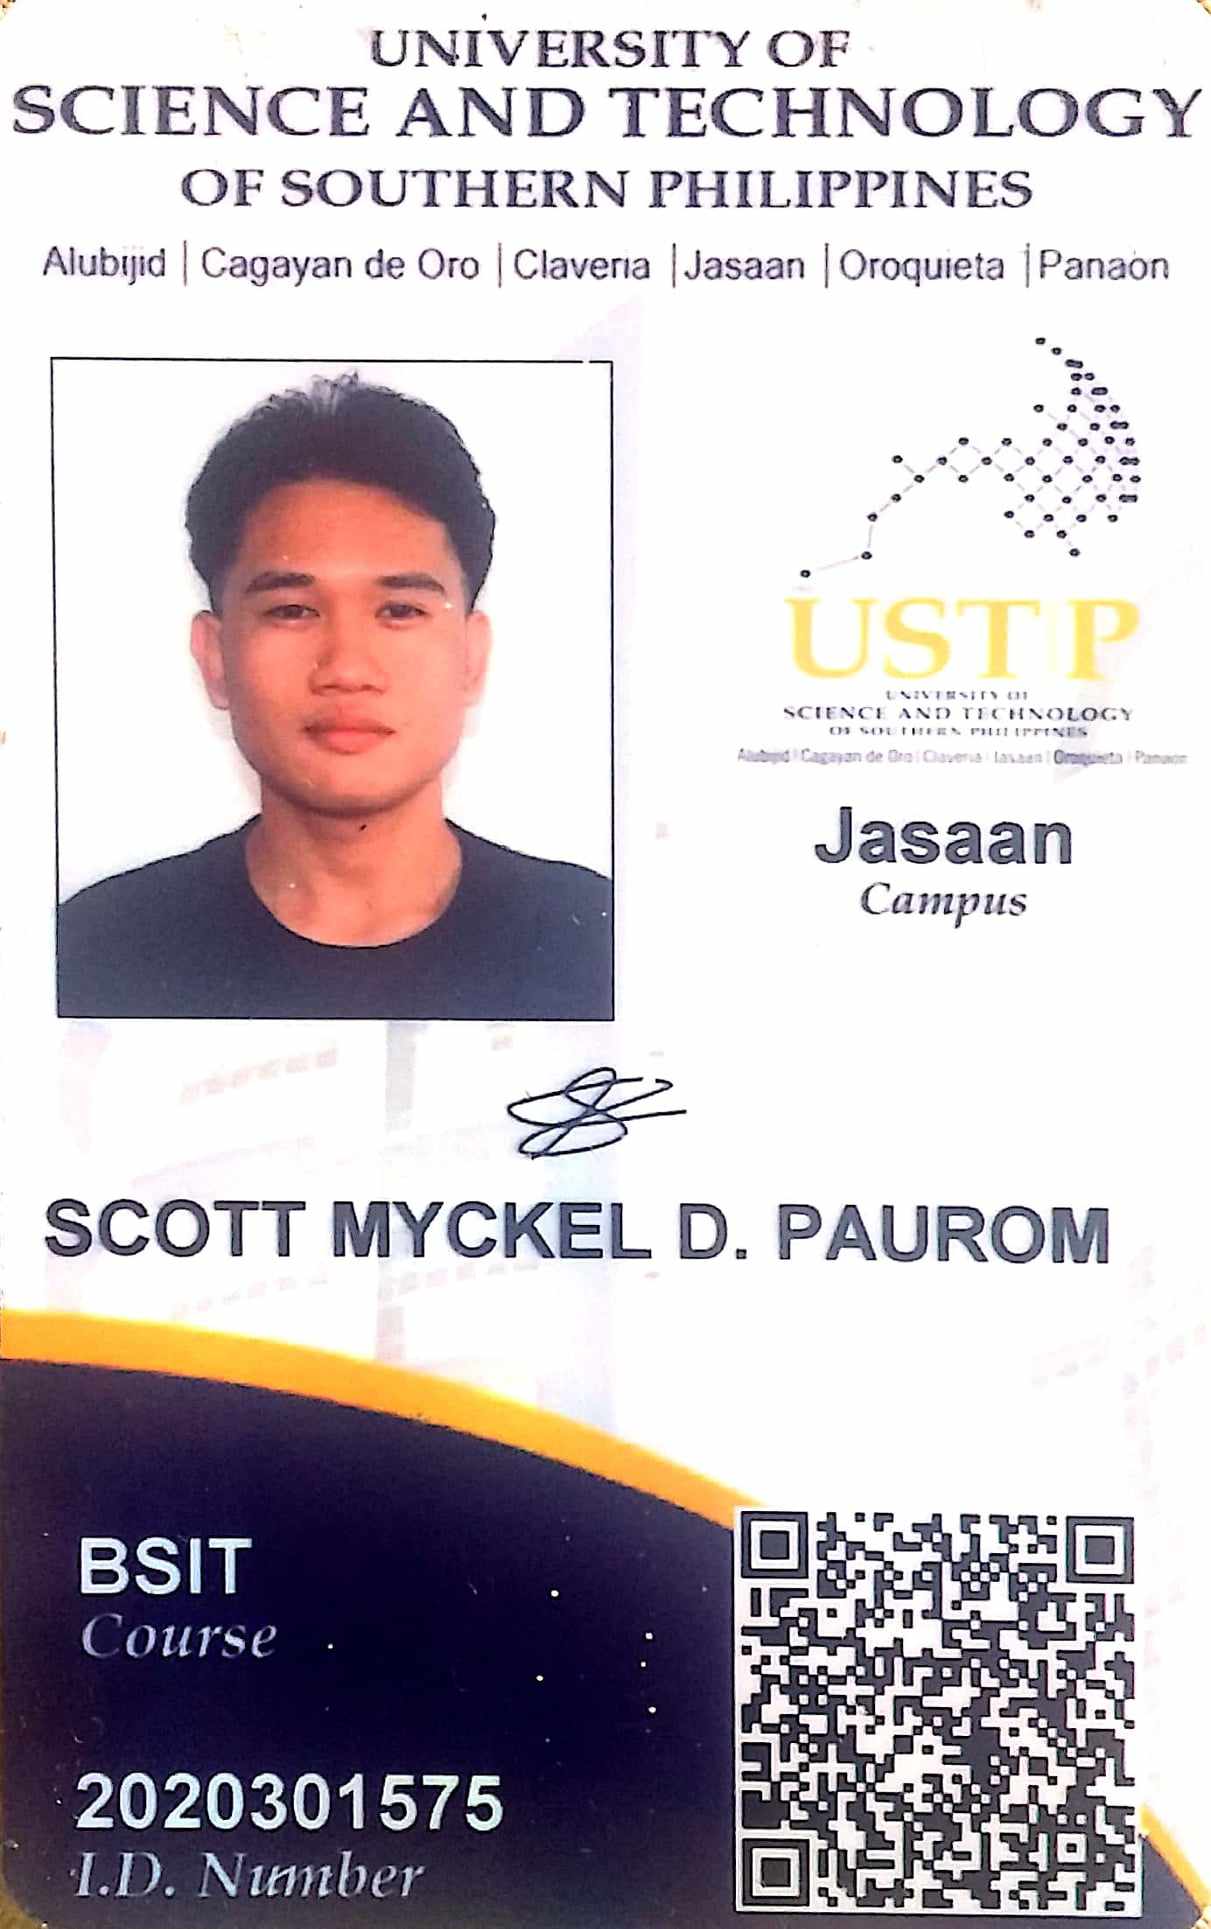 UNIVERSITY OF
SCIENCE AND TECHNOLOGY
OF SOUTHERN PHILIPPINES
Alubijid | Cagayan de Oro | Claveria | Jasaan | Oroquieta | Panaon
USTP
UNIVERSITY OF
SCIENCE AND TECHNOLOGY
OF SOUTHERN PHILIPPINES
Alubijid | Cagayan de Oro | Claveria | Jasaan | Oroquieta | Panaon
Jasaan
Campus
SCOTT MYCKEL D. PAUROM
BSIT
Course
2020301575
I.D. Number